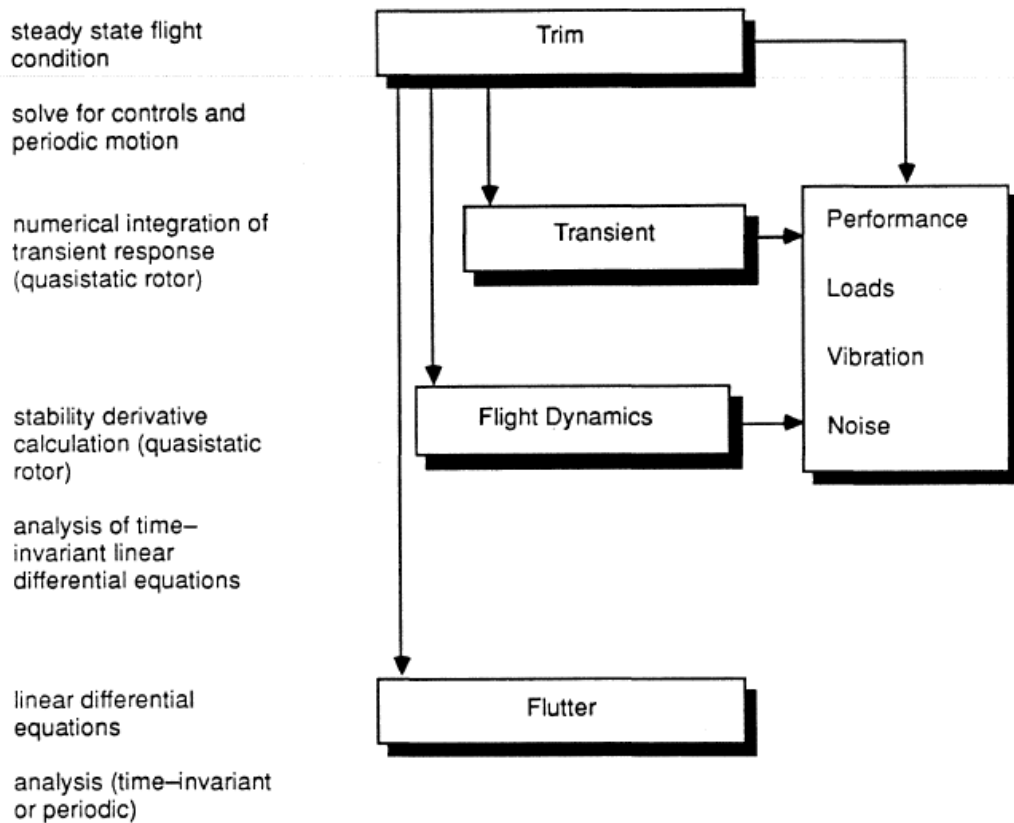 steady state flight
condition
Trim
solve for controls and
periodic motion
numerical integration of
transient response
(quasistatic rotor)
Transient
Performance
Loads
Vibration
Noise
stability derivative
calculation (quasistatic
rotor)
Flight Dynamics
analysis of time–
invariant linear
differential equations
linear differential
equations
Flutter
analysis (time–invariant
or periodic)